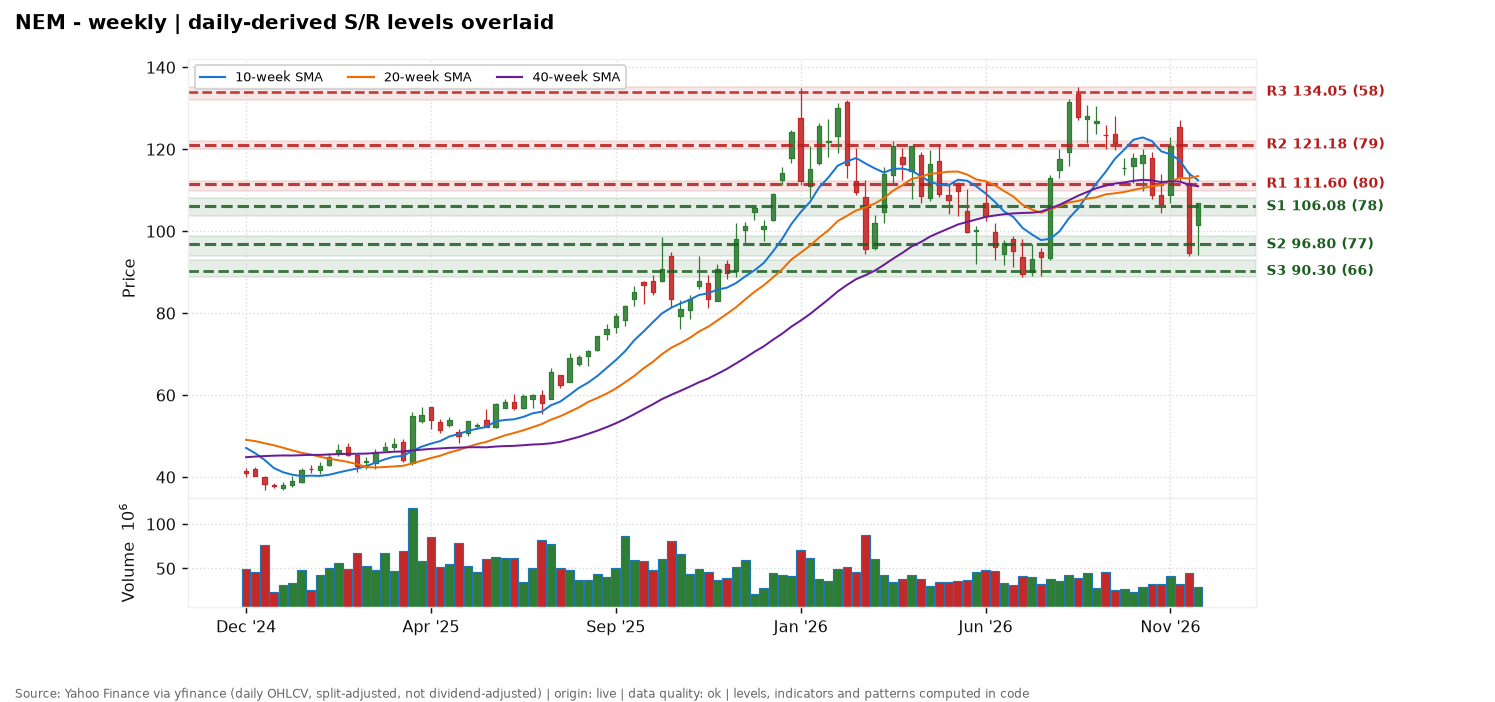 NEM - weekly | daily-derived S/R levels overlaid
10-week SMA 20-week SMA 40-week SMA
Price
140
120
100
80
60
40
R3 134.05 (58)
R2 121.18 (79)
R1 111.60 (80)
S1 106.08 (78)
S2 96.80 (77)
S3 90.30 (66)
Volume 10⁶
100
50
Dec '24 Apr '25 Sep '25 Jan '26 Jun '26 Nov '26
Source: Yahoo Finance via yfinance (daily OHLCV, split-adjusted, not dividend-adjusted) | origin: live | data quality: ok | levels, indicators and patterns computed in code